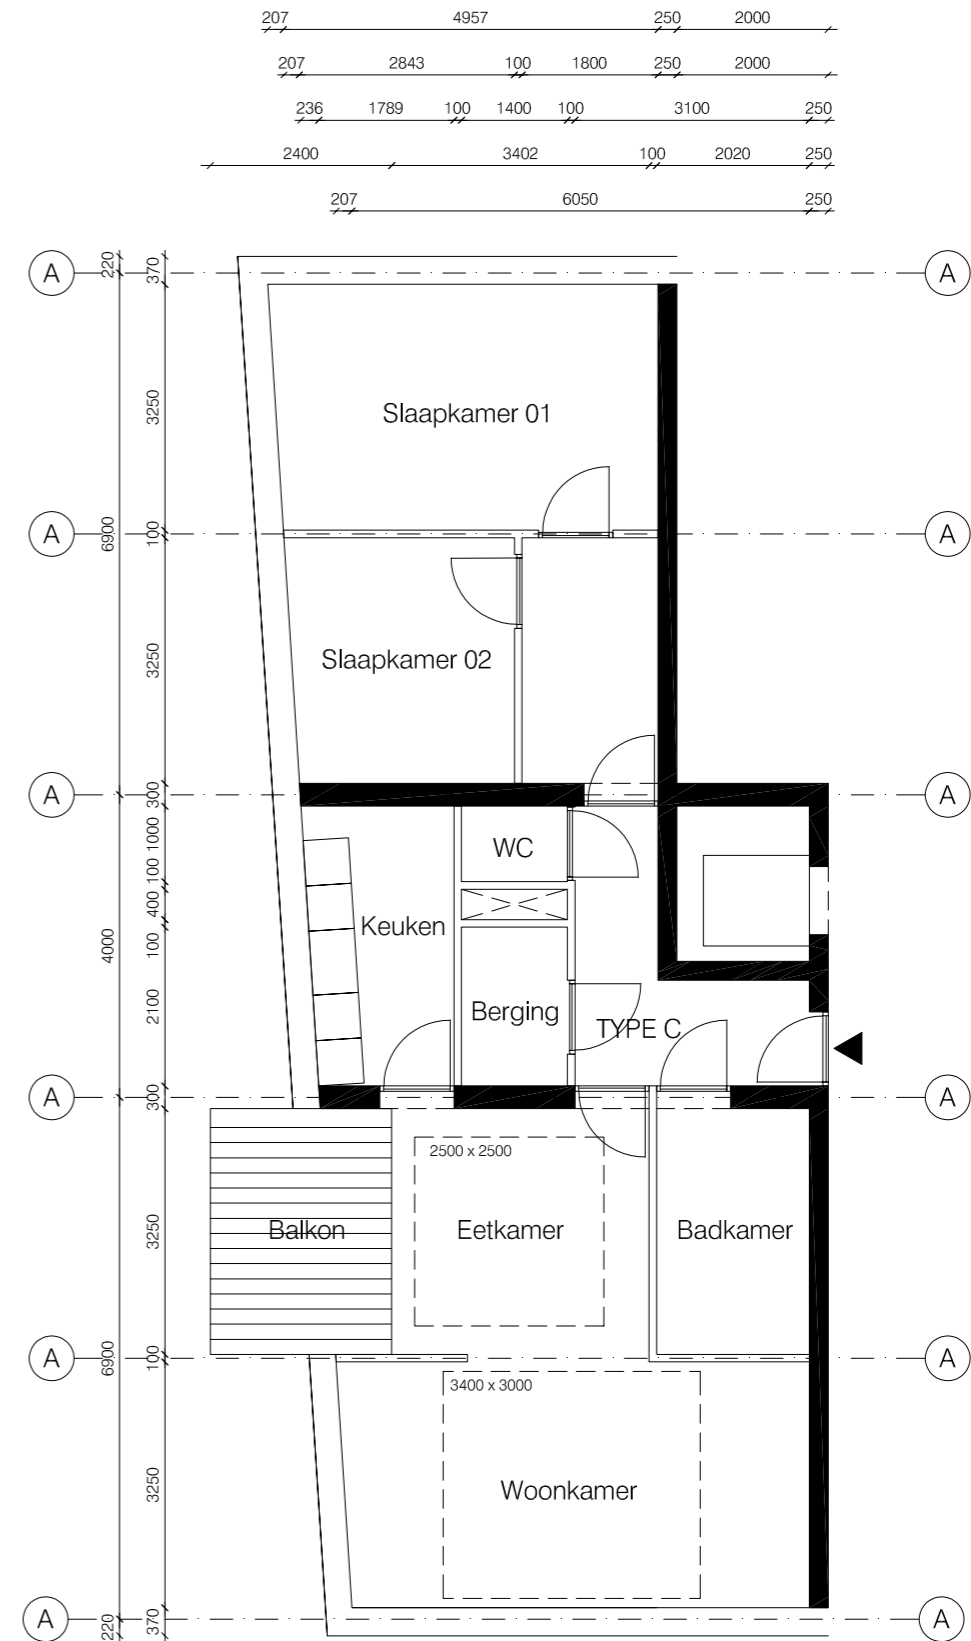 207 4957 250 2000
207 2843 100 1800 250 2000
236 1789 100 1400 100 3100 250
2400 3402 100 2020 250
207 6050 250
220 370
A A
3250
Slaapkamer 01
6900 100
A A
3250
Slaapkamer 02
300
A A
1000
WC
100
400
Keuken
4000 100
2100
Berging
TYPE C
300
A A
2500 x 2500
3250
Balkon Eetkamer Badkamer
6900 100
A A
3400 x 3000
3250
Woonkamer
220 370
A A